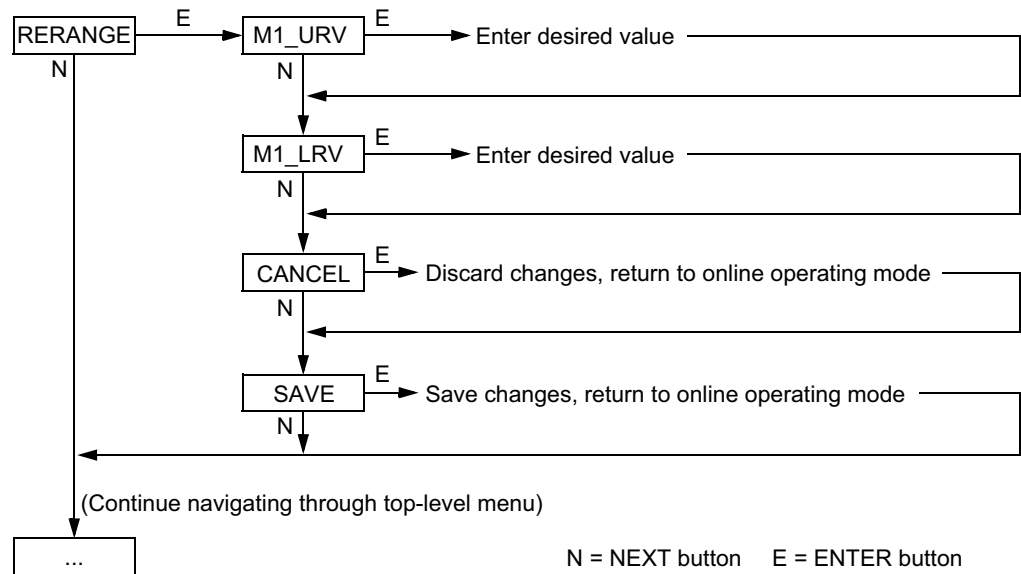 E E
RERANGE M1_URV Enter desired value
N N
E
M1_LRV Enter desired value
N
E
CANCEL Discard changes, return to online operating mode
N
E
SAVE Save changes, return to online operating mode
N
(Continue navigating through top-level menu)
... N = NEXT button E = ENTER button